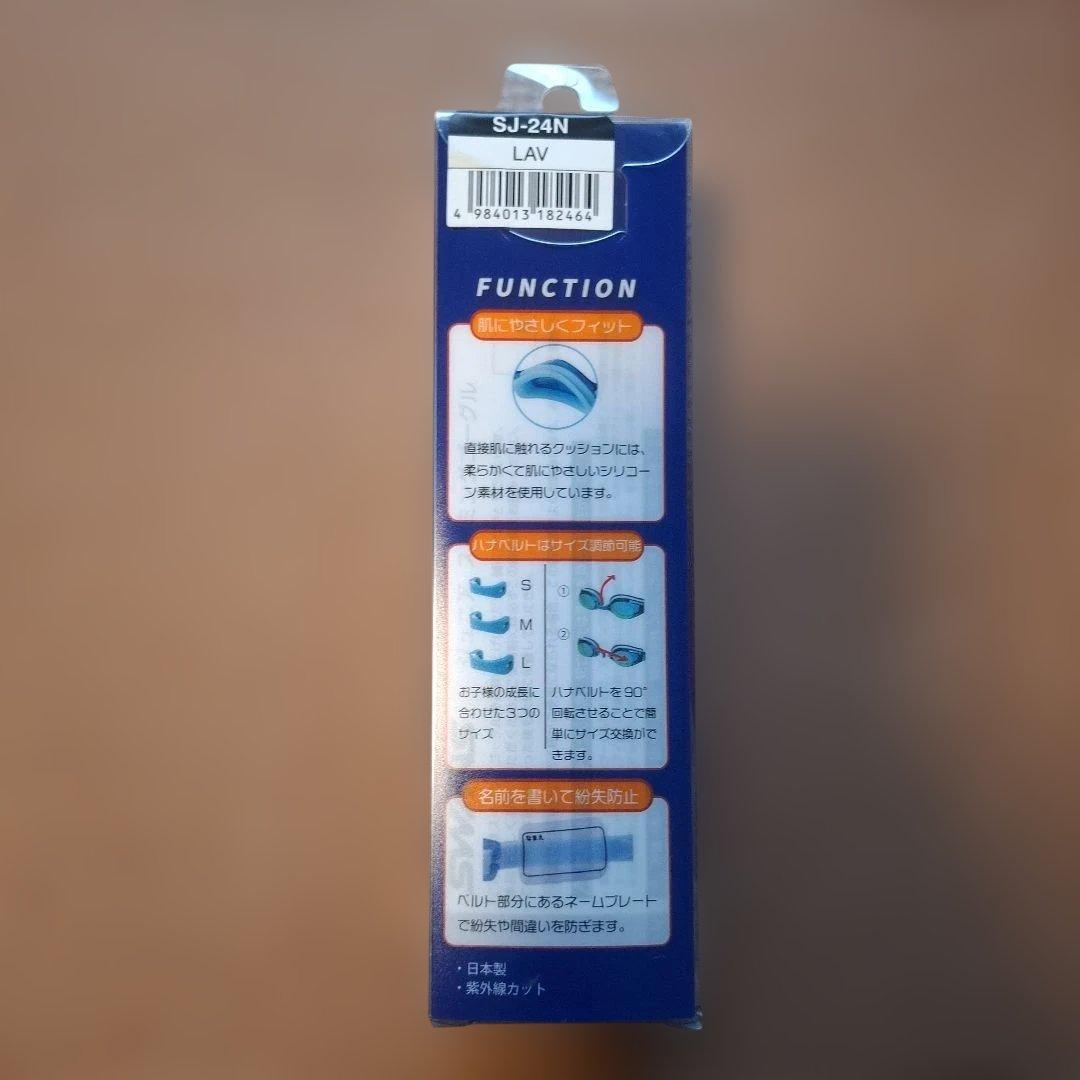 SJ-24N
LAV
4 984013 182464
FUNCTION
肌にやさしくフィット
直接肌に触れるクッションには、
柔らかくて肌にやさしいシリコー
ン素材を使用しています。
ハナベルトはサイズ調節可能
S
M
L
お子様の成長に
合わせた3つの
サイズ
①
②
ハナベルトを90°
回転させることで簡
単にサイズ交換がで
きます。
名前を書いて紛失防止
なまえ
ベルト部分にあるネームプレート
で紛失や間違いを防ぎます。
・日本製
・紫外線カット